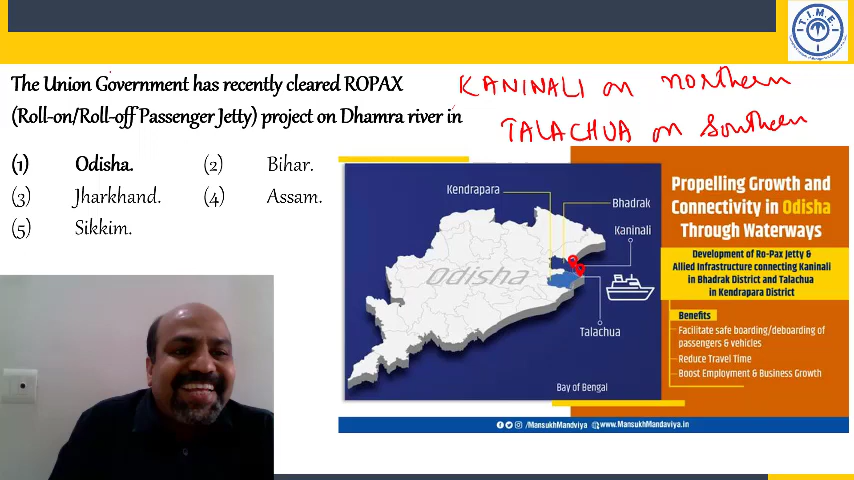 T.I.M.E.
The Union Government has recently cleared ROPAX
(Roll-on/Roll-off Passenger Jetty) project on Dhamra river in
KANINALI on northern
TALACHUA on Southern
(1) Odisha. (2) Bihar.
(3) Jharkhand. (4) Assam.
(5) Sikkim.
Kendrapara
Bhadrak
Kaninali
Odisha
Talachua
Bay of Bengal
Propelling Growth and
Connectivity in Odisha
Through Waterways
Development of Ro-Pax Jetty &
Allied Infrastructure connecting Kaninali
in Bhadrak District and Talachua
in Kendrapara District
Benefits
Facilitate safe boarding/deboarding of
passengers & vehicles
Reduce Travel Time
Boost Employment & Business Growth
/MansukhMandviya www.MansukhMandaviya.in